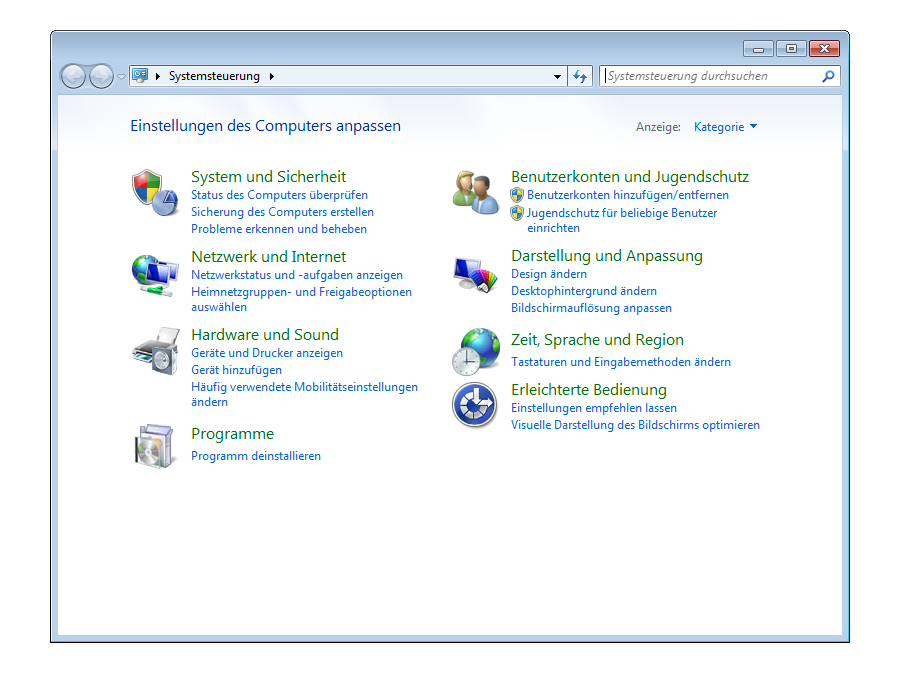 Systemsteuerung
Systemsteuerung durchsuchen
Einstellungen des Computers anpassen
Anzeige: Kategorie
System und Sicherheit
Status des Computers überprüfen
Sicherung des Computers erstellen
Probleme erkennen und beheben
Netzwerk und Internet
Netzwerkstatus und -aufgaben anzeigen
Heimnetzgruppen- und Freigabeoptionen
auswählen
Hardware und Sound
Geräte und Drucker anzeigen
Gerät hinzufügen
Häufig verwendete Mobilitätseinstellungen
ändern
Programme
Programm deinstallieren
Benutzerkonten und Jugendschutz
Benutzerkonten hinzufügen/entfernen
Jugendschutz für beliebige Benutzer
einrichten
Darstellung und Anpassung
Design ändern
Desktophintergrund ändern
Bildschirmauflösung anpassen
Zeit, Sprache und Region
Tastaturen und Eingabemethoden ändern
Erleichterte Bedienung
Einstellungen empfehlen lassen
Visuelle Darstellung des Bildschirms optimieren